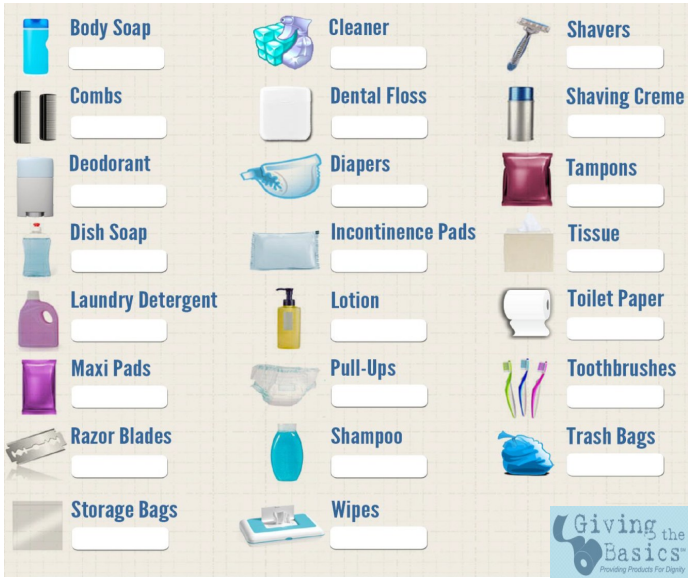 Body Soap
Combs
Deodorant
Dish Soap
Laundry Detergent
Maxi Pads
Razor Blades
Storage Bags
Cleaner
Dental Floss
Diapers
Incontinence Pads
Lotion
Pull-Ups
Shampoo
Wipes
Shavers
Shaving Creme
Tampons
Tissue
Toilet Paper
Toothbrushes
Trash Bags
Giving
the
Basics™
Providing Products For Dignity